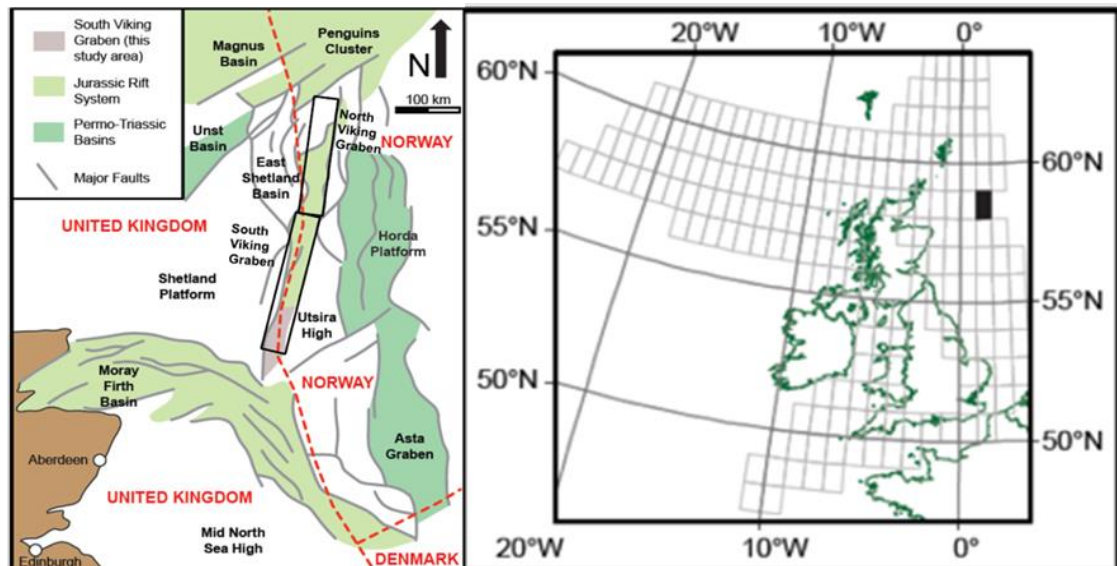 South Viking
Graben (this
study area)
Jurassic Rift
System
Permo-Triassic
Basins
Major Faults
Magnus
Basin
Penguins
Cluster
N
100 km
Unst
Basin
North
Viking
Graben
NORWAY
East
Shetland
Basin
UNITED KINGDOM
South
Viking
Graben
Horda
Platform
Shetland
Platform
Utsira
High
Moray
Firth
Basin
NORWAY
Asta
Graben
Aberdeen
UNITED KINGDOM
Mid North
Sea High
Edinburgh
DENMARK
20°W
10°W
0°
60°N
60°N
55°N
55°N
50°N
50°N
20°W
10°W
0°